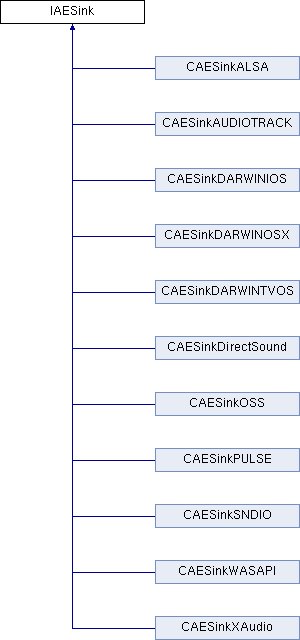 IAESink
CAESinkALSA
CAESinkAUDIOTRACK
CAESinkDARWINIOS
CAESinkDARWINOSX
CAESinkDARWINTVOS
CAESinkDirectSound
CAESinkOSS
CAESinkPULSE
CAESinkSNDIO
CAESinkWASAPI
CAESinkXAudio